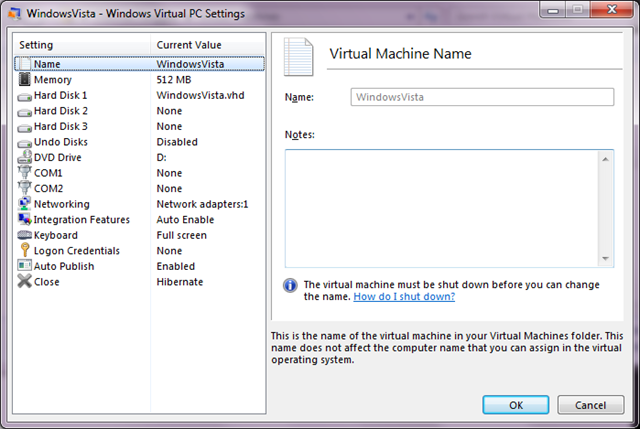 WindowsVista - Windows Virtual PC Settings
Setting Current Value
Name WindowsVista
Memory 512 MB
Hard Disk 1 WindowsVista.vhd
Hard Disk 2 None
Hard Disk 3 None
Undo Disks Disabled
DVD Drive D:
COM1 None
COM2 None
Networking Network adapters:1
Integration Features Auto Enable
Keyboard Full screen
Logon Credentials None
Auto Publish Enabled
Close Hibernate
Virtual Machine Name
Name: WindowsVista
Notes:
The virtual machine must be shut down before you can change
the name. How do I shut down?
This is the name of the virtual machine in your Virtual Machines folder. This
name does not affect the computer name that you can assign in the virtual
operating system.
OK Cancel